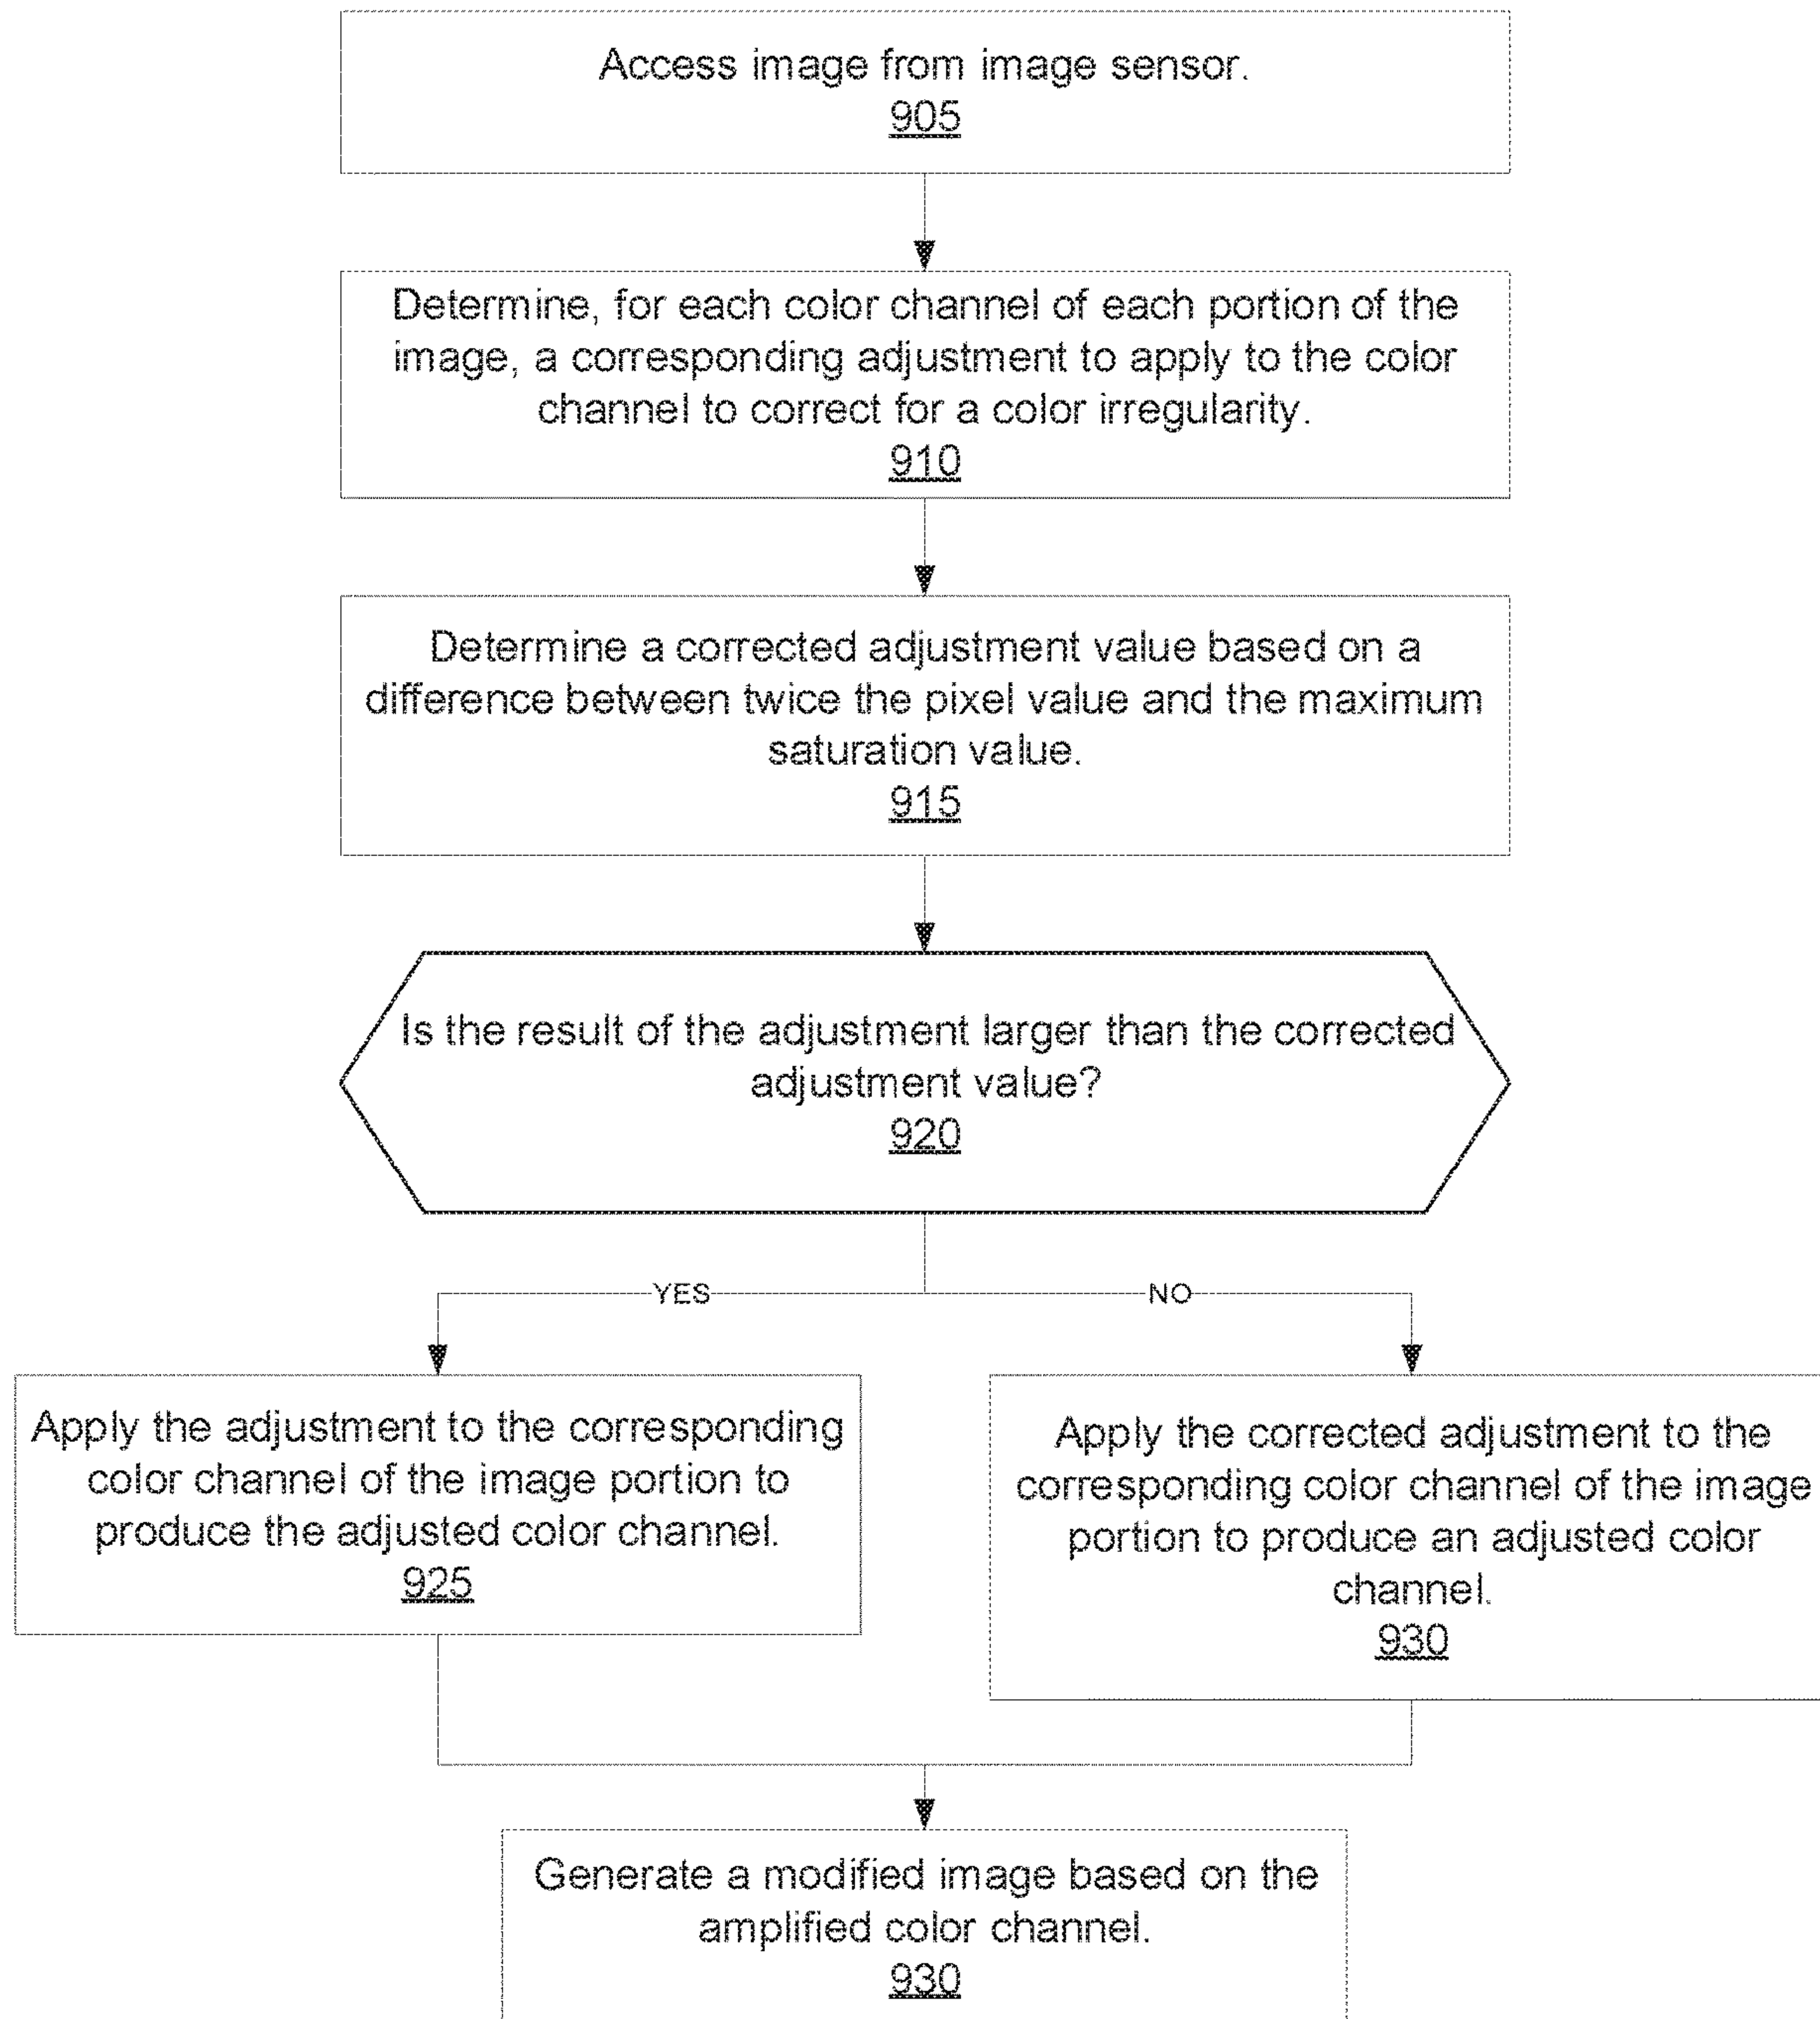 Access image from image sensor.
905
Determine, for each color channel of each portion of the
image, a corresponding adjustment to apply to the color
channel to correct for a color irregularity.
910
Determine a corrected adjustment value based on a
difference between twice the pixel value and the maximum
saturation value.
915
Is the result of the adjustment larger than the corrected
adjustment value?
920
YES
NO
Apply the adjustment to the corresponding
color channel of the image portion to
produce the adjusted color channel.
925
Apply the corrected adjustment to the
corresponding color channel of the image
portion to produce an adjusted color
channel.
930
Generate a modified image based on the
amplified color channel.
930